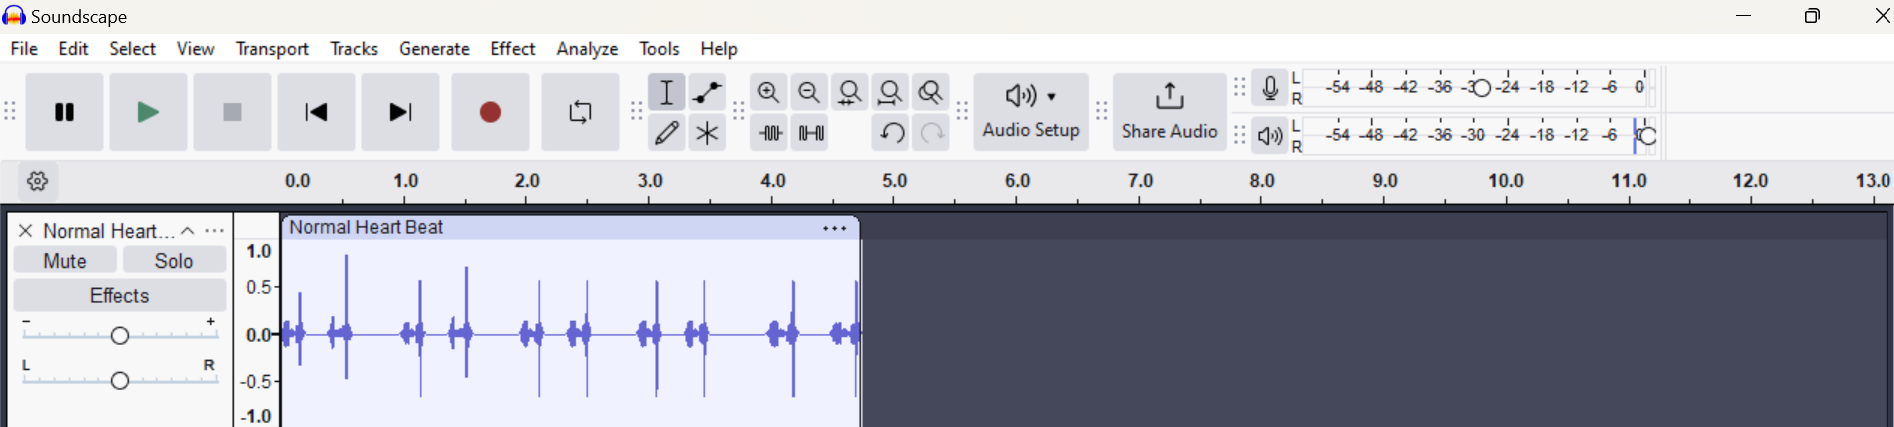 Soundscape
File Edit Select View Transport Tracks Generate Effect Analyze Tools Help
Audio Setup
Share Audio
L
R
-54 -48 -42 -36 -24 -18 -12 -6 0
L
R
-54 -48 -42 -36 -30 -24 -18 -12 -6
0.0 1.0 2.0 3.0 4.0 5.0 6.0 7.0 8.0 9.0 10.0 11.0 12.0 13.0
Normal Heart...
Mute Solo
Effects
- +
L R
1.0
0.5
0.0
-0.5
-1.0
Normal Heart Beat